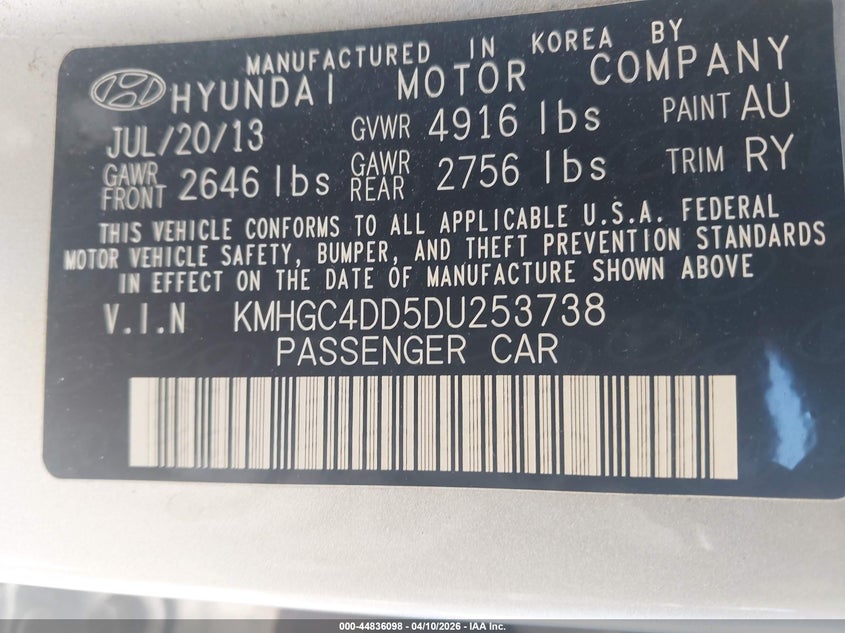 MANUFACTURED IN KOREA BY
HYUNDAI MOTOR COMPANY
JUL/20/13 GVWR 4916 lbs PAINT AU
GAWR FRONT 2646 lbs GAWR REAR 2756 lbs TRIM RY
THIS VEHICLE CONFORMS TO ALL APPLICABLE U.S.A. FEDERAL
MOTOR VEHICLE SAFETY, BUMPER, AND THEFT PREVENTION STANDARDS
IN EFFECT ON THE DATE OF MANUFACTURE SHOWN ABOVE
V.I.N KMHGC4DD5DU253738
PASSENGER CAR
000-44836098 - 04/10/2026 - IAA Inc.